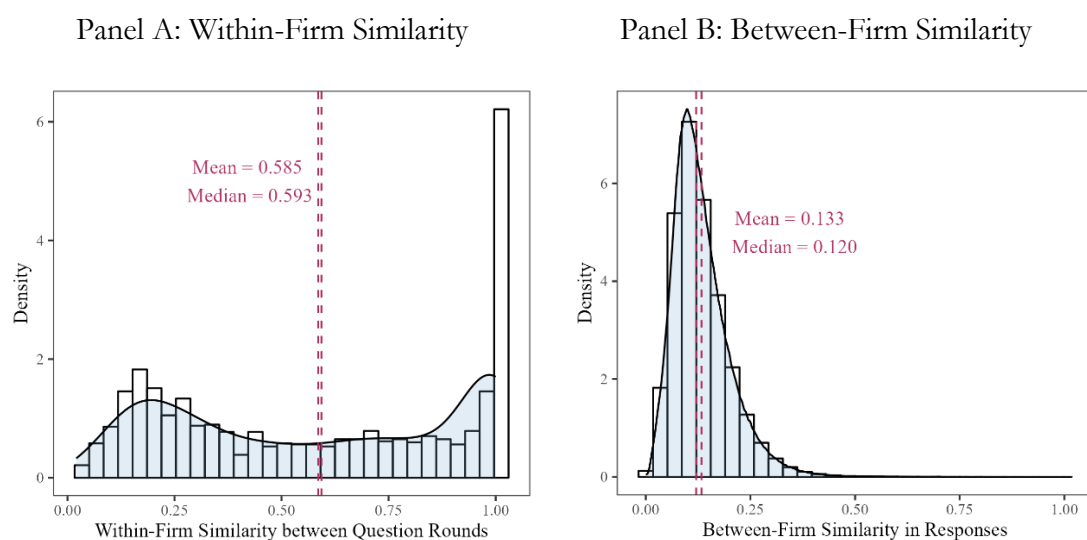 Panel A: Within-Firm Similarity
Mean = 0.585
Median = 0.593
Density
6
4
2
0
0.00 0.25 0.50 0.75 1.00
Within-Firm Similarity between Question Rounds
Panel B: Between-Firm Similarity
Mean = 0.133
Median = 0.120
Density
6
4
2
0
0.00 0.25 0.50 0.75 1.00
Between-Firm Similarity in Responses